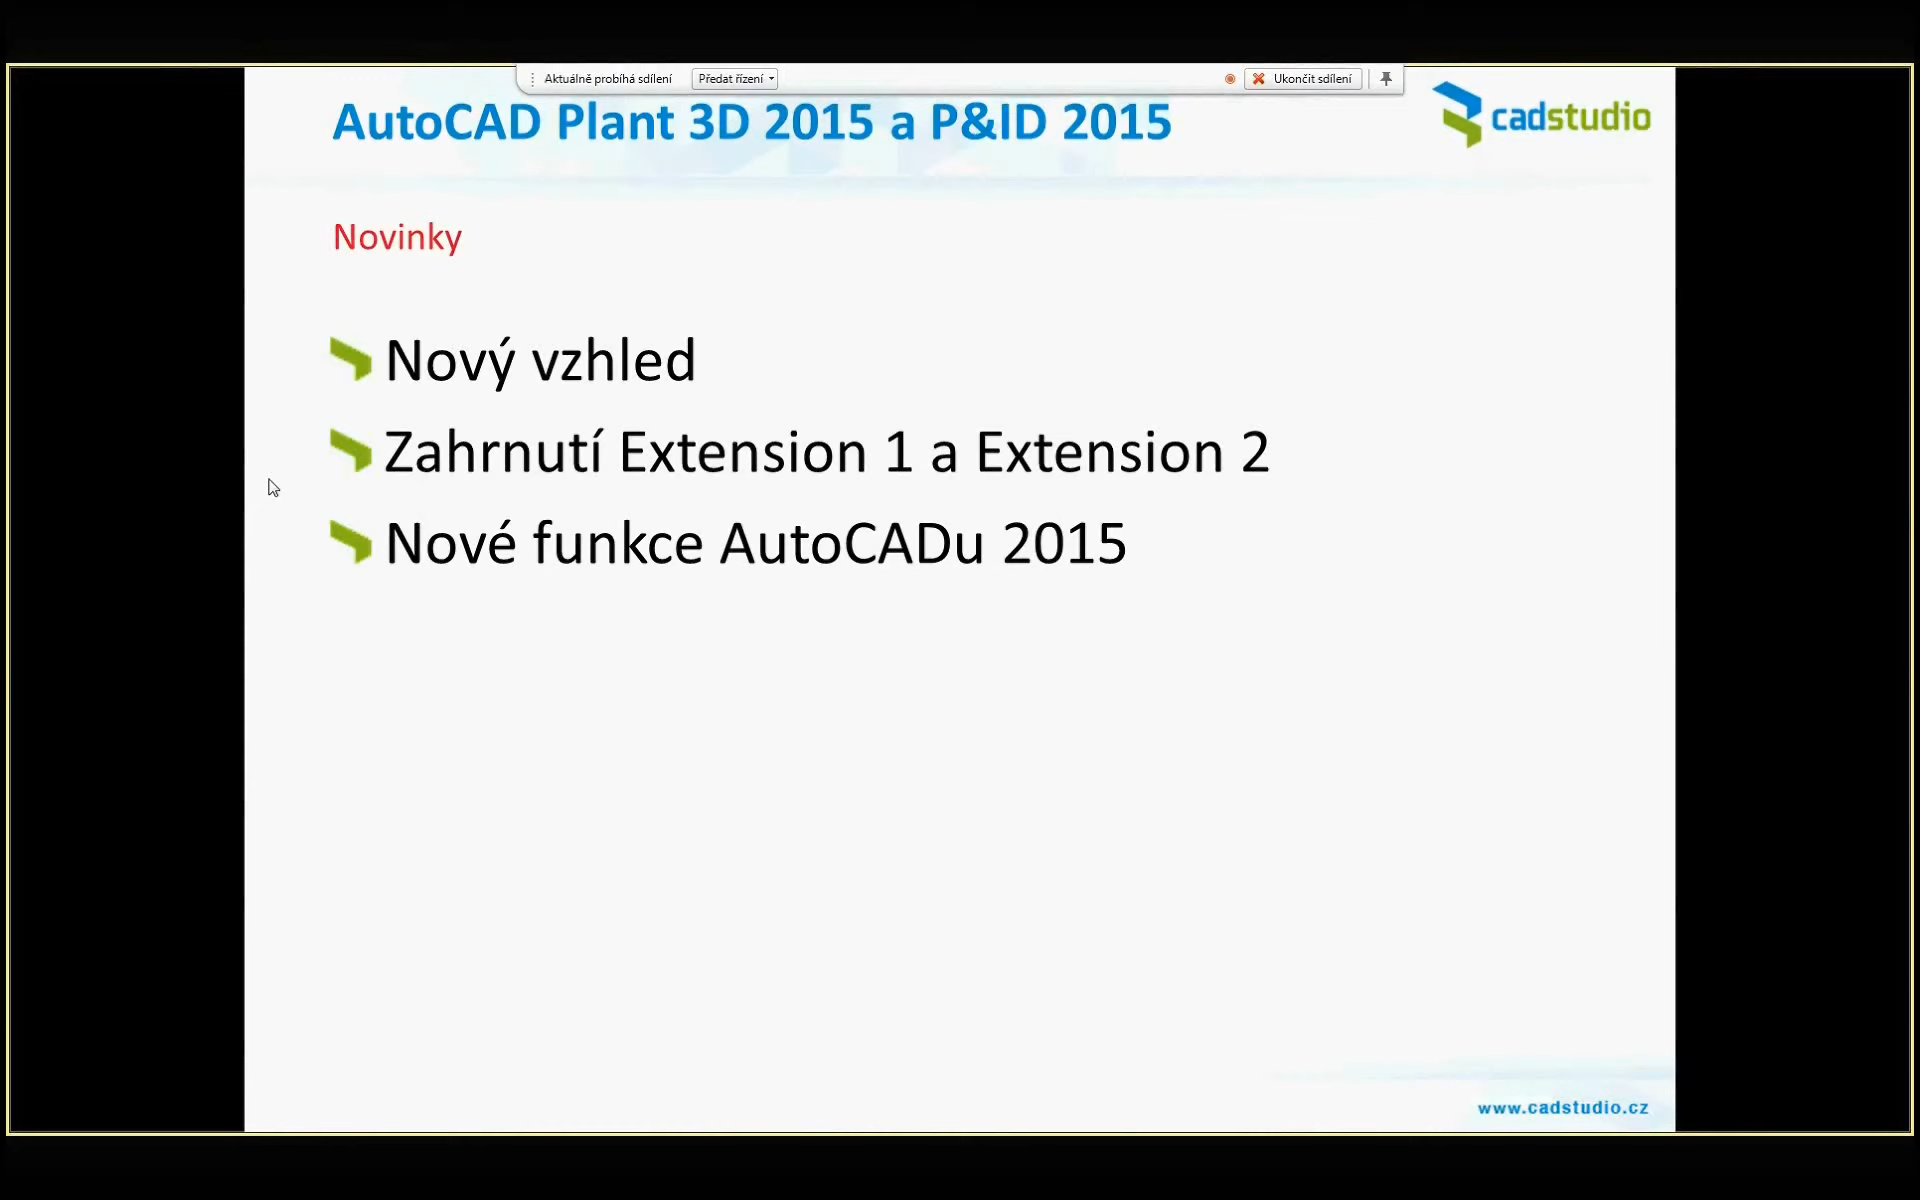 Aktuálně probíhá sdílení Předat řízení Ukončit sdílení
AutoCAD Plant 3D 2015 a P&ID 2015
cadstudio
Novinky
Nový vzhled
Zahrnutí Extension 1 a Extension 2
Nové funkce AutoCADu 2015
www.cadstudio.cz